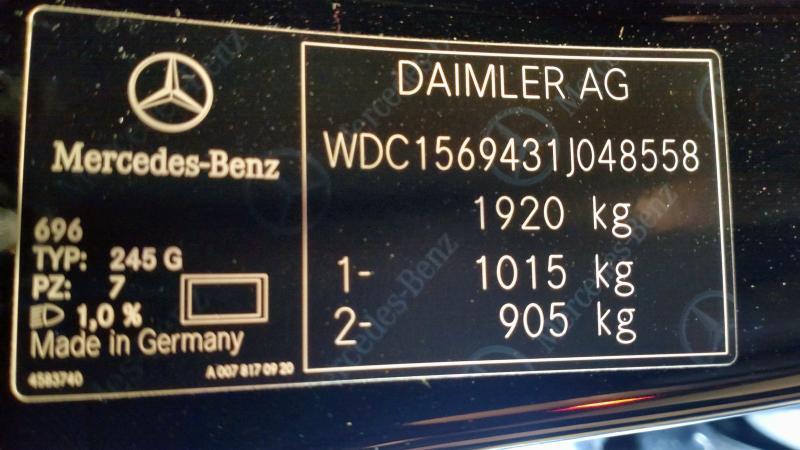 Mercedes-Benz
696
TYP: 245 G
PZ: 7
1,0 %
Made in Germany
4583740
A 007 817 09 20
DAIMLER AG
WDC1569431J048558
1920 kg
1- 1015 kg
2- 905 kg